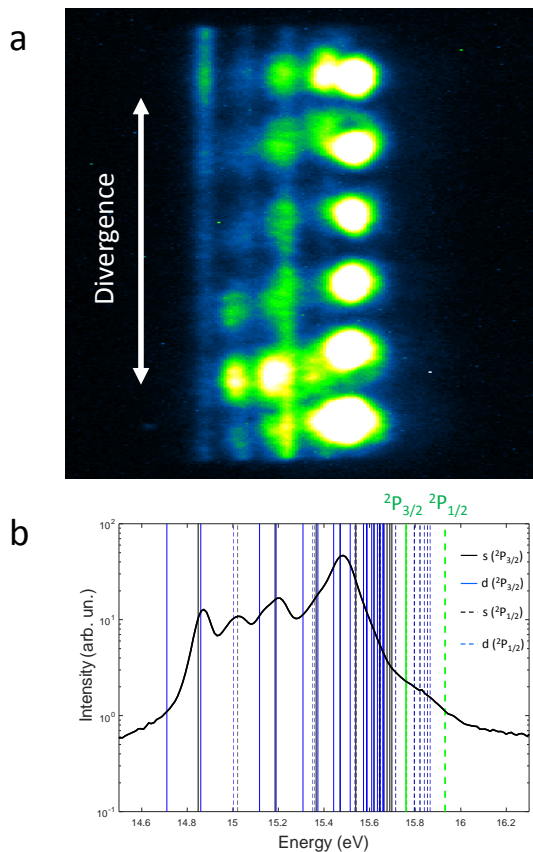 a
Divergence
b
²P₃/₂ ²P₁/₂
10²
10¹
10⁰
10⁻¹
Intensity (arb. un.)
s (²P₃/₂)
d (²P₃/₂)
s (²P₁/₂)
d (²P₁/₂)
14.6 14.8 15 15.2 15.4 15.6 15.8 16 16.2
Energy (eV)